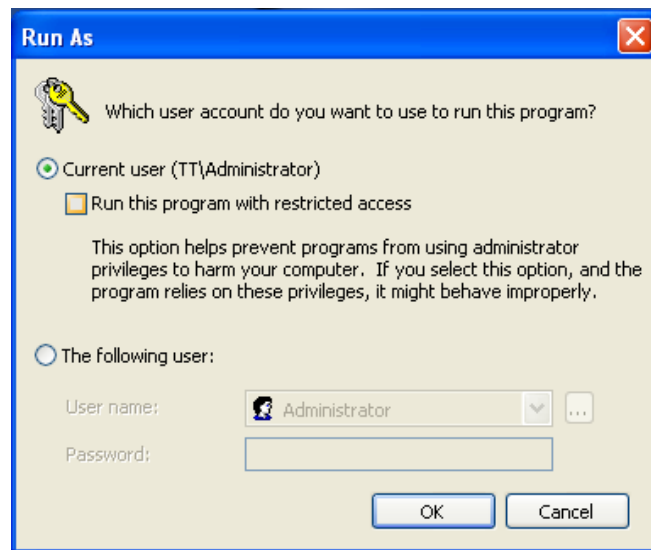 Run As
Which user account do you want to use to run this program?
Current user (TT\Administrator)
Run this program with restricted access
This option helps prevent programs from using administrator
privileges to harm your computer.  If you select this option, and the
program relies on these privileges, it might behave improperly.
The following user:
User name:
Administrator
...
Password:
OK
Cancel